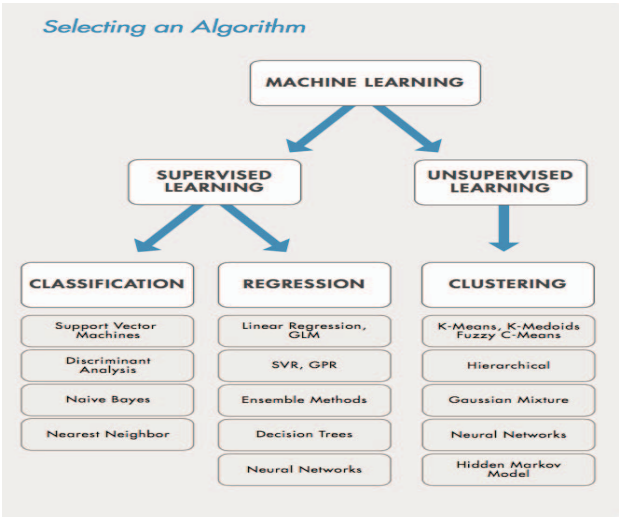 Selecting an Algorithm
MACHINE LEARNING
SUPERVISED
LEARNING
UNSUPERVISED
LEARNING
CLASSIFICATION
Support Vector
Machines
Discriminant
Analysis
Naive Bayes
Nearest Neighbor
REGRESSION
Linear Regression,
GLM
SVR, GPR
Ensemble Methods
Decision Trees
Neural Networks
CLUSTERING
K-Means, K-Medoids
Fuzzy C-Means
Hierarchical
Gaussian Mixture
Neural Networks
Hidden Markov
Model